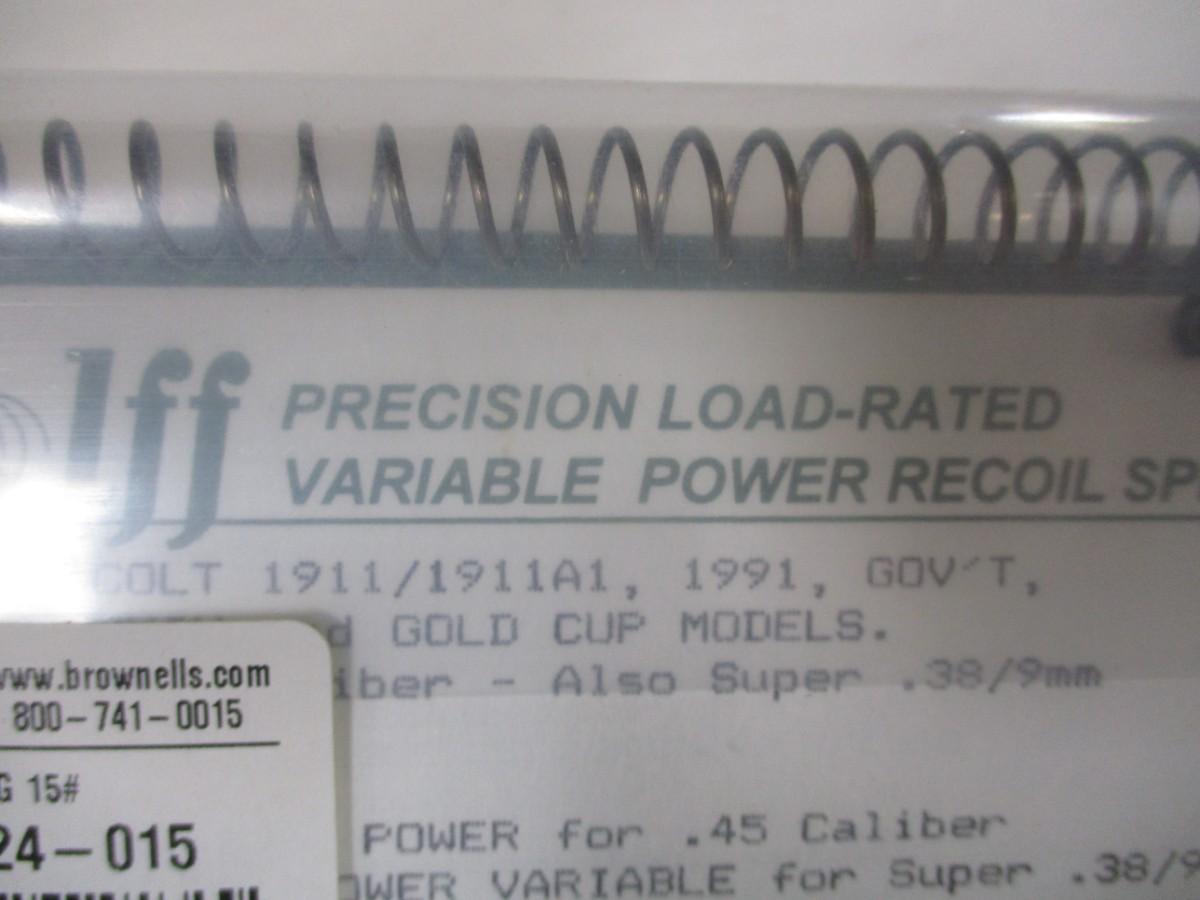 lff PRECISION LOAD-RATED
VARIABLE POWER RECOIL SP
COLT 1911/1911A1, 1991, GOV'T,
d GOLD CUP MODELS.
iber - Also Super .38/9mm
www.brownells.com
800-741-0015
G 15#
24-015
POWER for .45 Caliber
OWER VARIABLE for Super .38/9